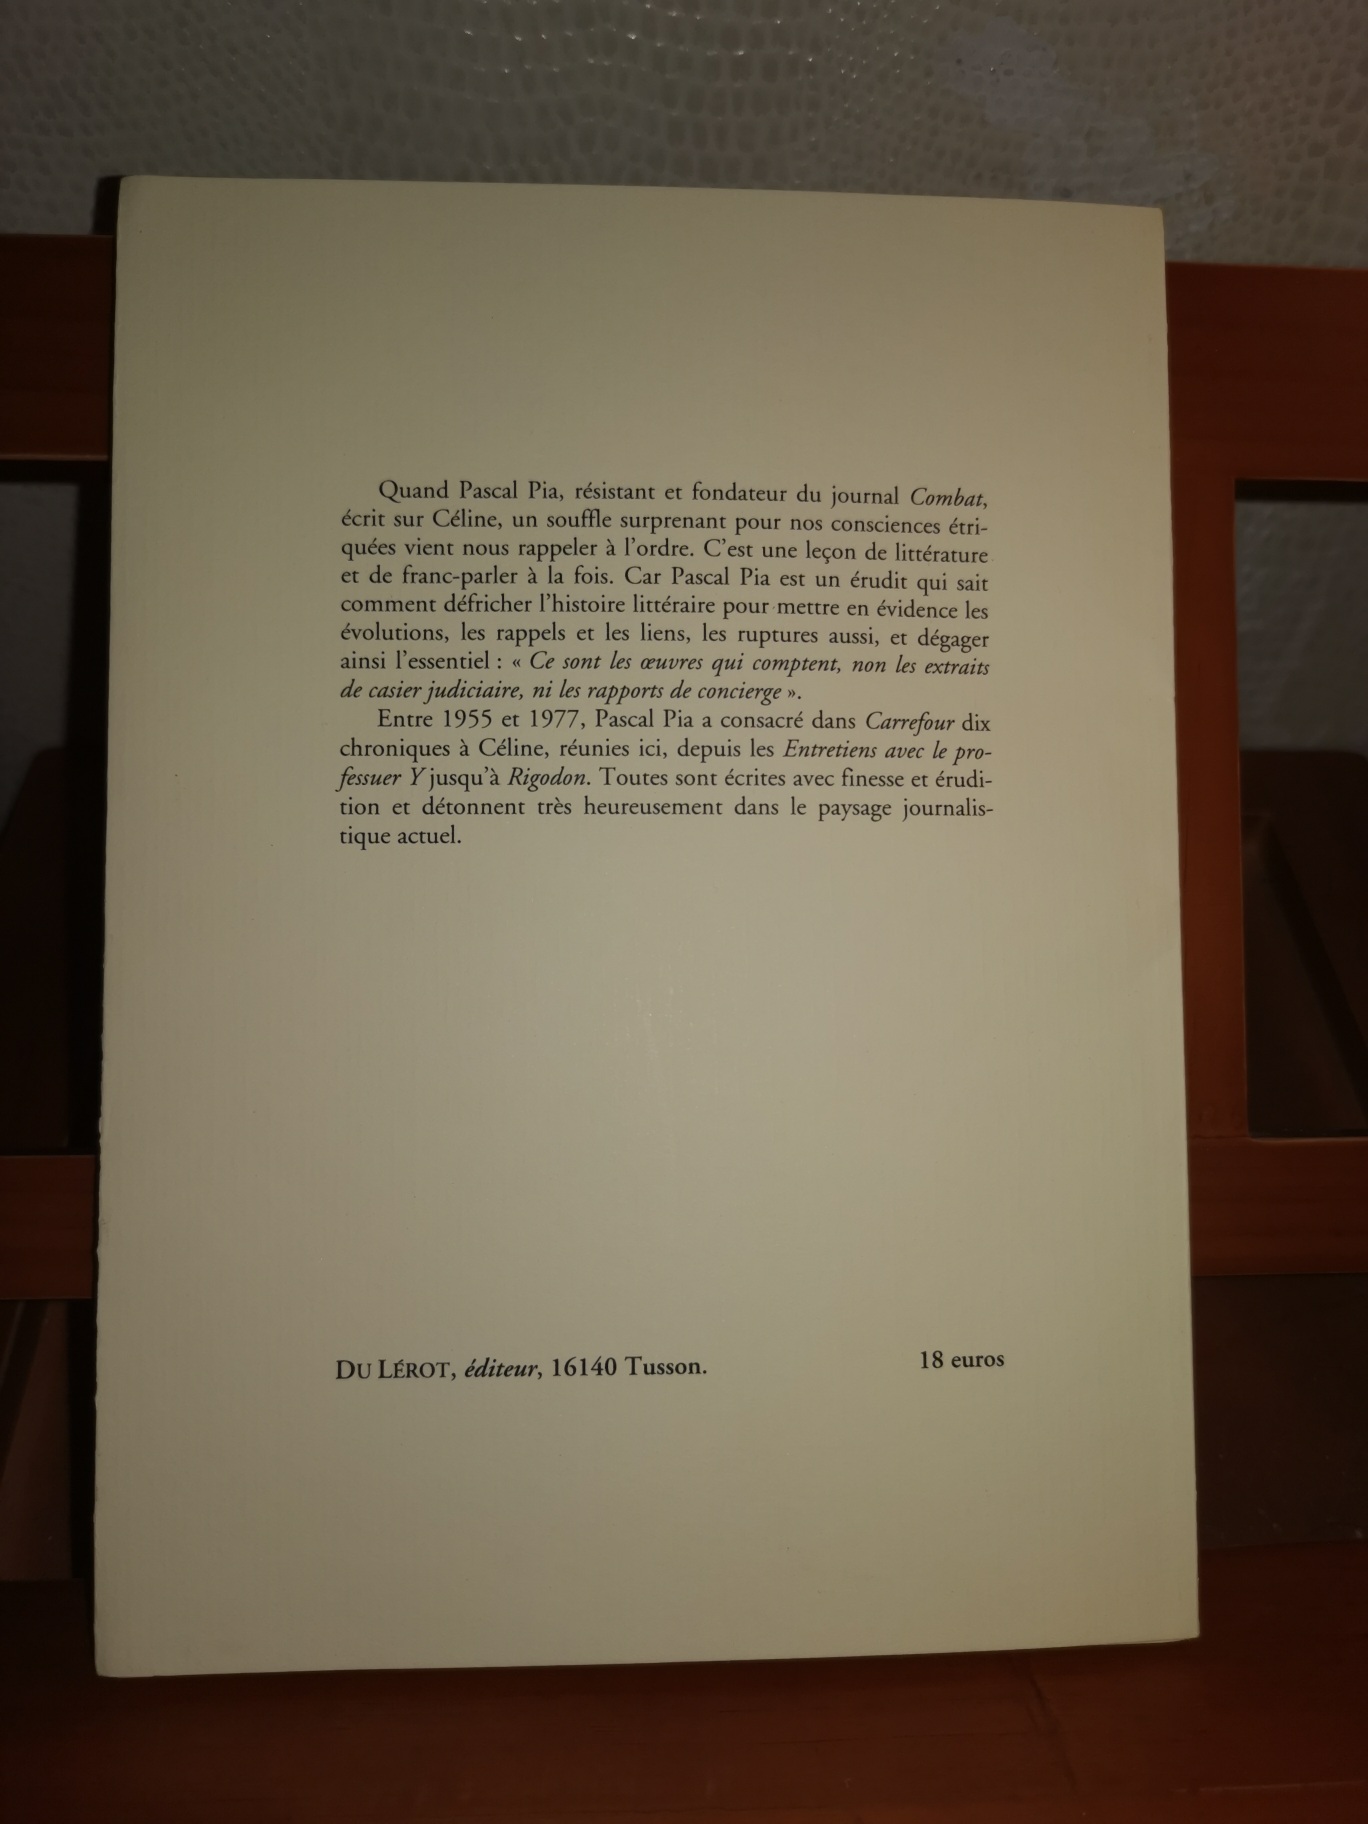 Quand Pascal Pia, résistant et fondateur du journal Combat,
écrit sur Céline, un souffle surprenant pour nos consciences étri-
quées vient nous rappeler à l'ordre. C'est une leçon de littérature
et de franc-parler à la fois. Car Pascal Pia est un érudit qui sait
comment défricher l'histoire littéraire pour mettre en évidence les
évolutions, les rappels et les liens, les ruptures aussi, et dégager
ainsi l'essentiel : « Ce sont les œuvres qui comptent, non les extraits
de casier judiciaire, ni les rapports de concierge ».
Entre 1955 et 1977, Pascal Pia a consacré dans Carrefour dix
chroniques à Céline, réunies ici, depuis les Entretiens avec le pro-
fessuer Y jusqu'à Rigodon. Toutes sont écrites avec finesse et érudi-
tion et détonnent très heureusement dans le paysage journalis-
tique actuel.
DU LÉROT, éditeur, 16140 Tusson.
18 euros